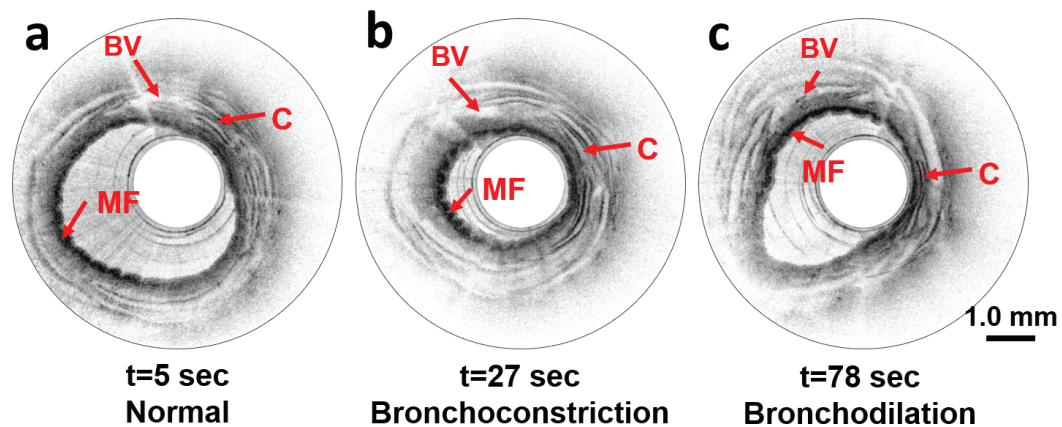 a
BV
C
MF
b
BV
C
MF
c
BV
C
MF
1.0 mm
t=5 sec
Normal
t=27 sec
Bronchoconstriction
t=78 sec
Bronchodilation